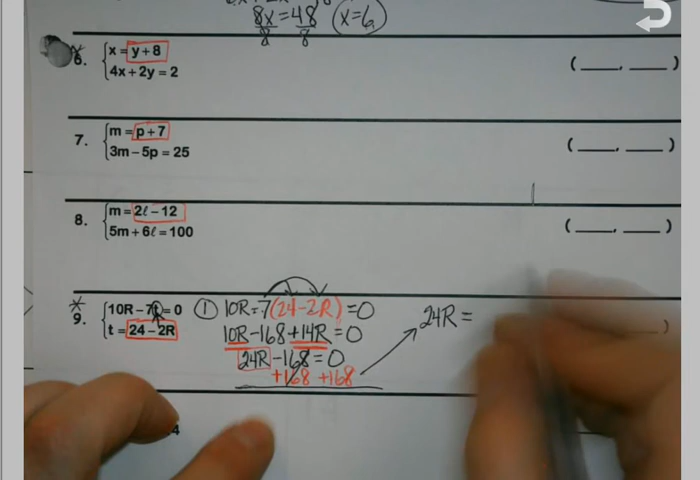 8x = 48 (x = 6)
8 8
6. { x = y + 8
4x + 2y = 2 ( ___, ___ )
7. { m = p + 7
3m − 5p = 25 ( ___, ___ )
8. { m = 2ℓ − 12
5m + 6ℓ = 100 ( ___, ___ )
9. { 10R − 7t = 0 ① 10R − 7(24 − 2R) = 0
t = 24 − 2R
10R − 168 + 14R = 0
24R − 168 = 0
+168 +168
24R =